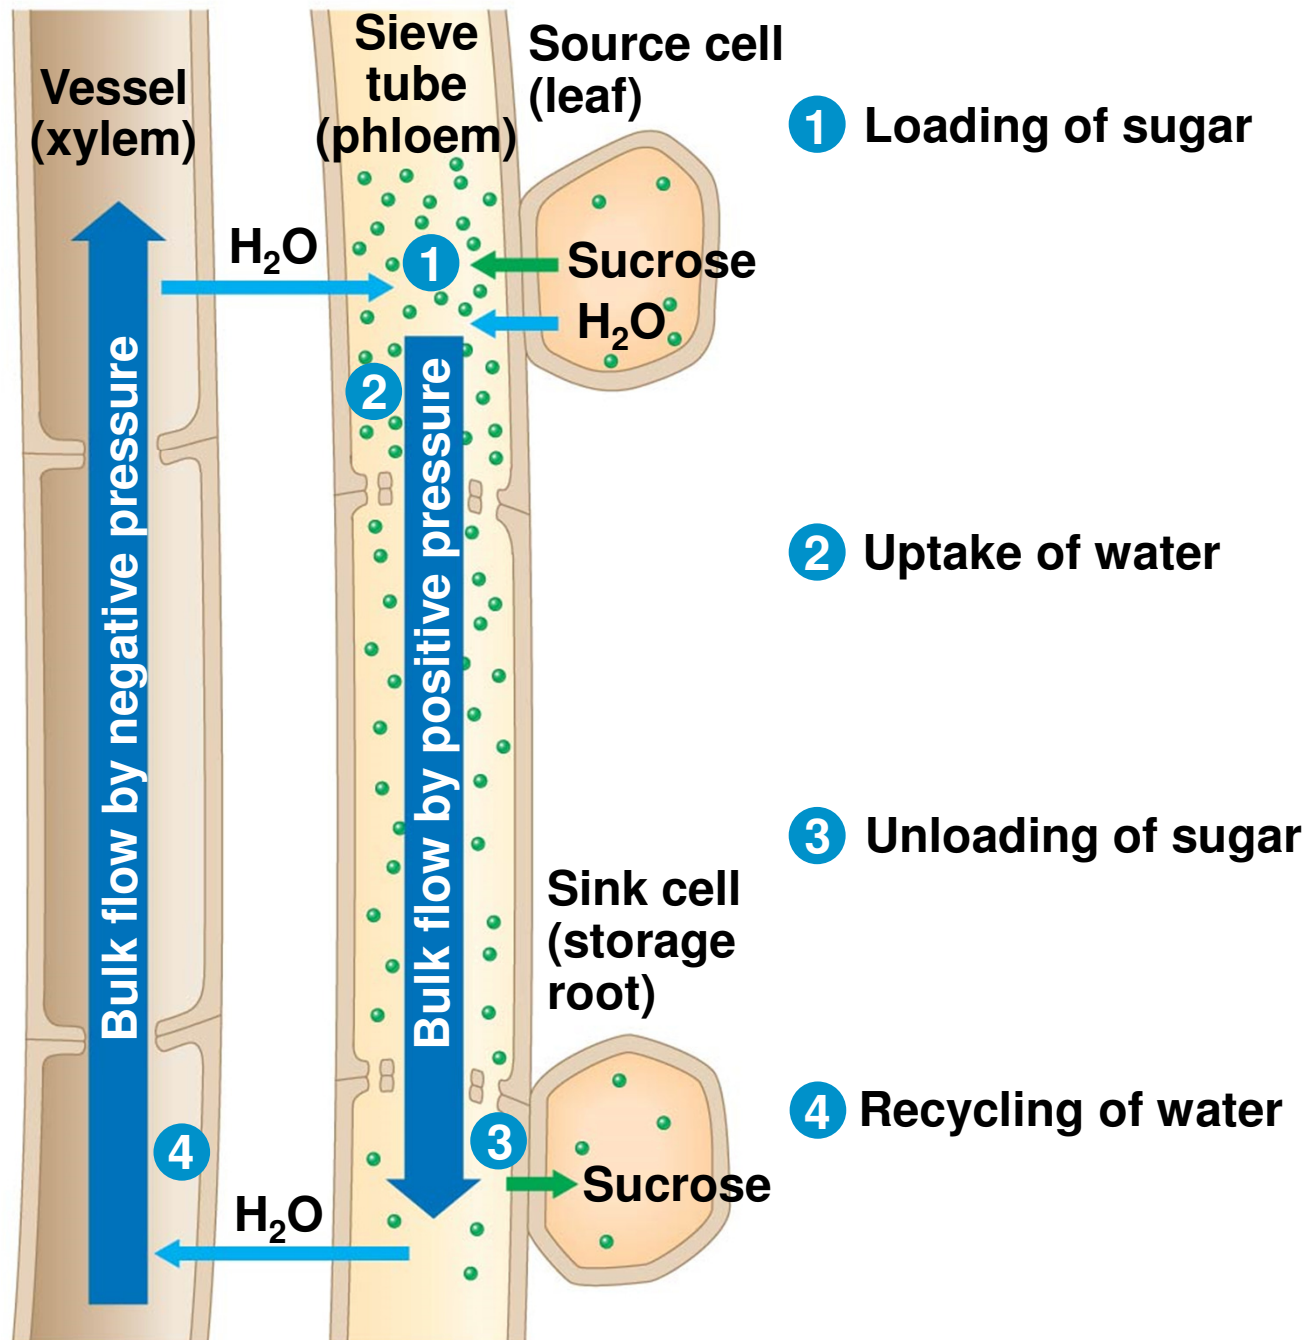 Vessel
(xylem)
Sieve
tube
(phloem)
Source cell
(leaf)
1 Loading of sugar
H₂O
1
Sucrose
H₂O
2
Bulk flow by negative pressure
Bulk flow by positive pressure
2 Uptake of water
3 Unloading of sugar
Sink cell
(storage
root)
4 Recycling of water
3
4
Sucrose
H₂O